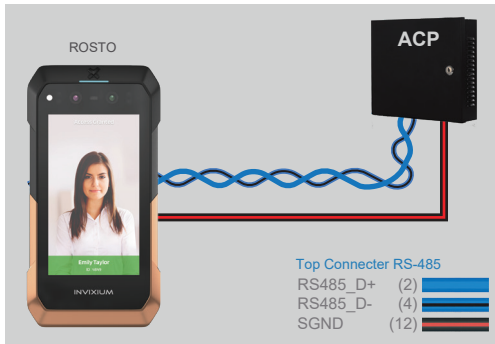 ROSTO
ACP
Emily Taylor
INVIXIUM
Top Connecter RS-485
RS485_D+ (2)
RS485_D- (4)
SGND (12)